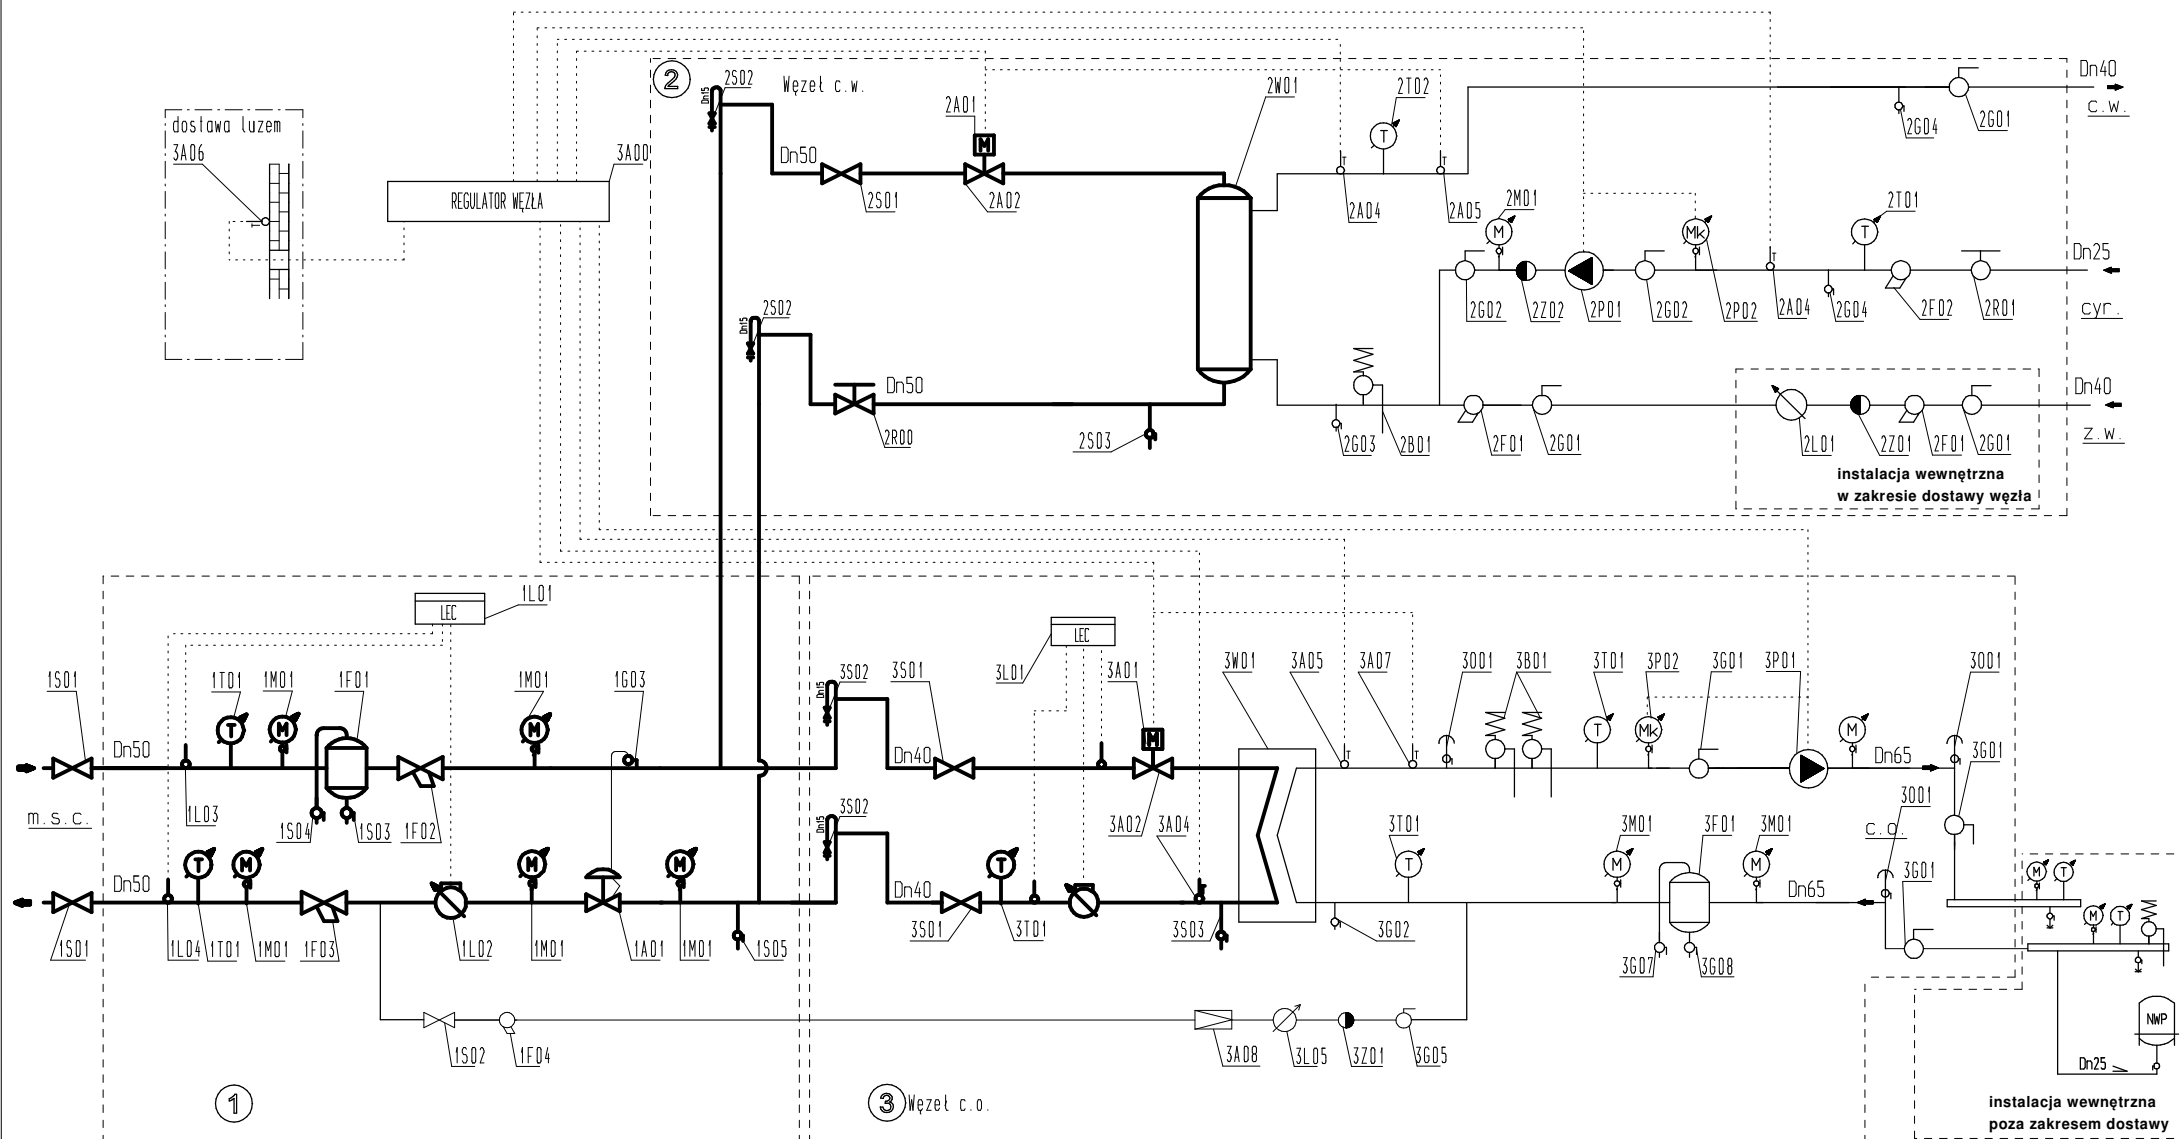 2
Węzeł c.w.
2S02
Dn15
Dn50
2S01
2A01
M
2A02
2W01
2T02
T
T
2A04
T
2A05
2G04
2G01
Dn40
c.w.
dostawa luzem
3A06
T
3A00
REGULATOR WĘZŁA
2M01
M
2G02
2Z02
2P01
2G02
Mk
2P02
T
2A04
2G04
2T01
T
2F02
2R01
Dn25
cyr.
2S02
Dn15
Dn50
2R00
2S03
2G03
2B01
2F01
2G01
2L01
2Z01
2F01
2G01
Dn40
z.w.
instalacja wewnętrzna
w zakresie dostawy węzła
LEC
1L01
1S01
Dn50
1T01
T
1M01
M
1F01
1M01
M
1G03
m.s.c.
1L03
1S04
1S03
1F02
Dn50
T
M
M
M
1S01
1L04
1T01
1M01
1F03
1L02
1M01
1A01
1M01
1S05
1S02
1F04
1
LEC
3L01
3S02
Dn15
3S01
Dn40
3A01
M
3A02
3A04
3W01
3A05
T
3A07
T
3O01
3B01
3T01
T
3P02
Mk
3G01
3P01
M
Dn65
3O01
3G01
3S02
Dn15
Dn40
3S01
T
3T01
3S03
3G02
3T01
T
3M01
M
3F01
3M01
M
3G07
3G08
Dn65
c.o.
3O01
3G01
M
T
M
T
3A08
3L05
3Z01
3G05
NWP
Dn25
3
Węzeł c.o.
instalacja wewnętrzna
poza zakresem dostawy